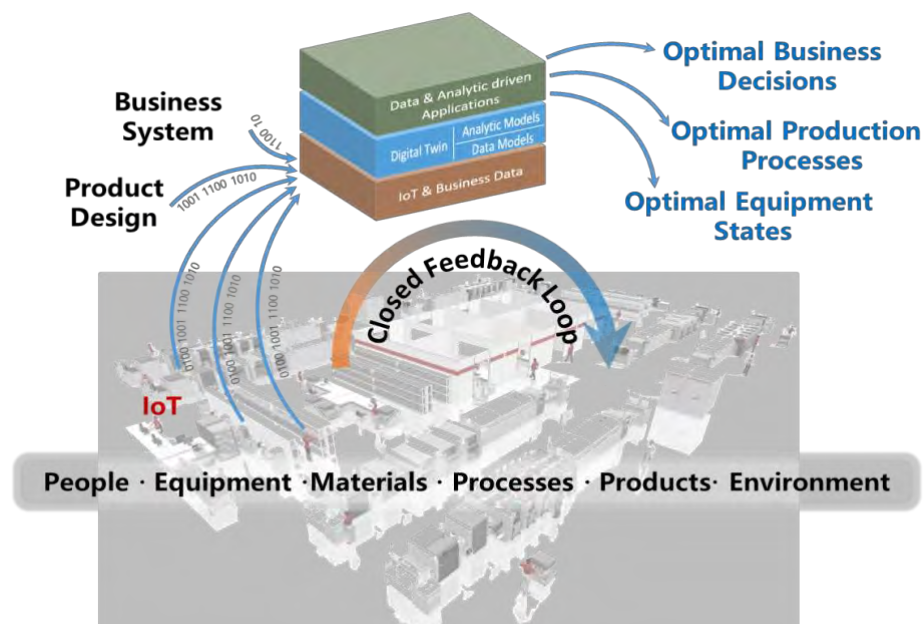 Data & Analytic driven
Applications
Digital Twin
Analytic Models
Data Models
IoT & Business Data
Optimal Business
Decisions
Optimal Production
Processes
Optimal Equipment
States
Business
System
1100 10
Product
Design
1001 1100 1010
0100 1001 1100 1010
0100 1001 1100 1010
0100 1001 1100 1010
Closed Feedback Loop
IoT
People · Equipment ·Materials · Processes · Products· Environment